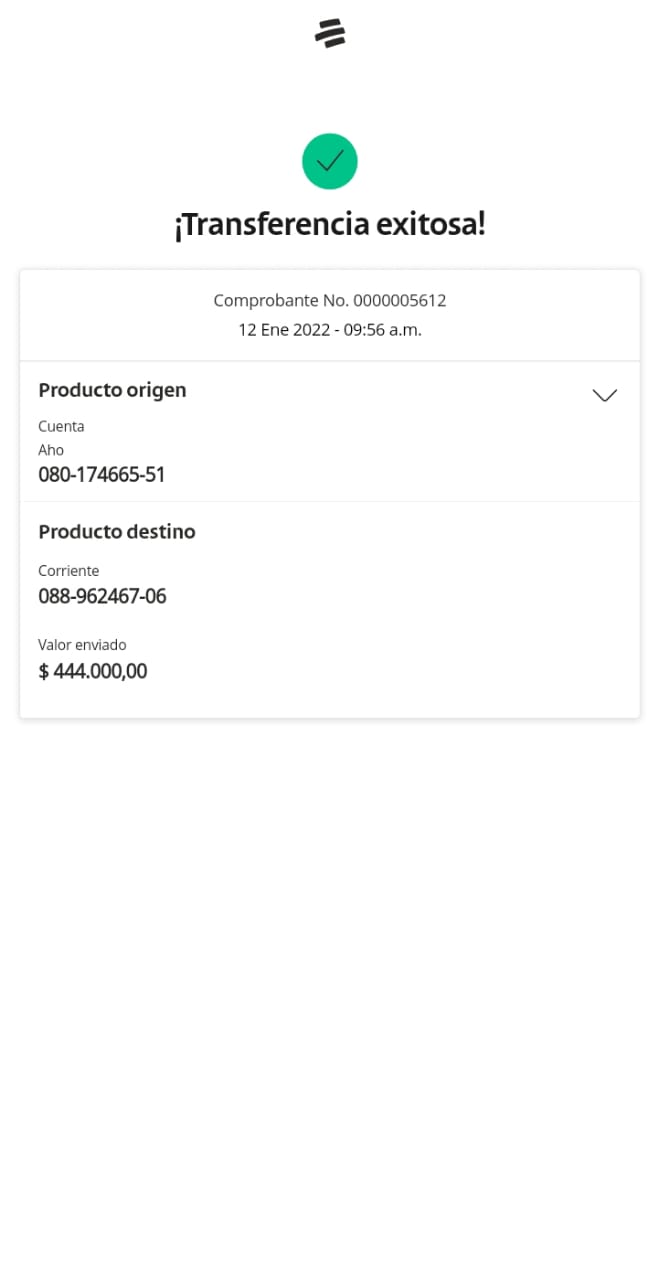 ¡Transferencia exitosa!
Comprobante No. 0000005612
12 Ene 2022 - 09:56 a.m.
Producto origen
Cuenta
Aho
080-174665-51
Producto destino
Corriente
088-962467-06
Valor enviado
$ 444.000,00